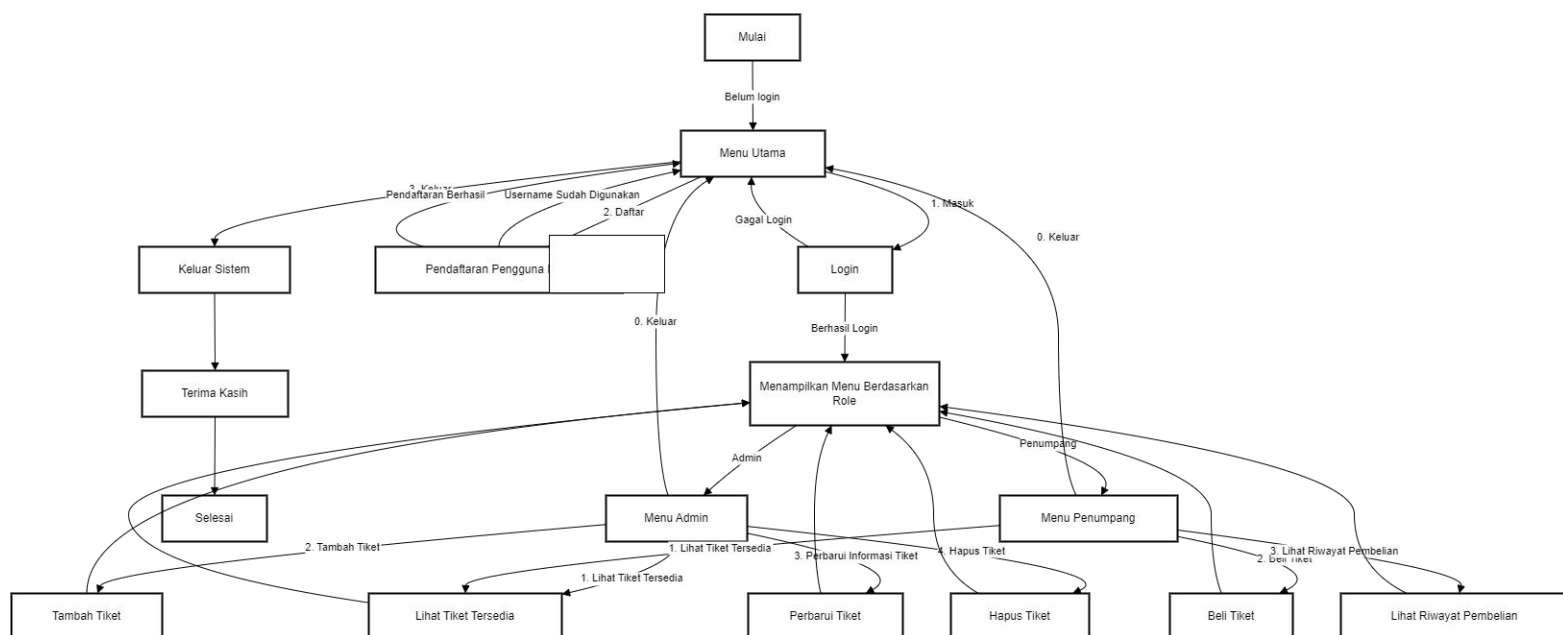 Mulai
Belum login
Menu Utama
3. Keluar
Pendaftaran Berhasil
Username Sudah Digunakan
2. Daftar
Gagal Login
1. Masuk
0. Keluar
Keluar Sistem
Pendaftaran Pengguna
Login
0. Keluar
Berhasil Login
Terima Kasih
Menampilkan Menu Berdasarkan
Role
Admin
Penumpang
Selesai
Menu Admin
Menu Penumpang
2. Tambah Tiket
1. Lihat Tiket Tersedia
3. Perbarui Informasi Tiket
4. Hapus Tiket
3. Lihat Riwayat Pembelian
2. Beli Tiket
1. Lihat Tiket Tersedia
Tambah Tiket
Lihat Tiket Tersedia
Perbarui Tiket
Hapus Tiket
Beli Tiket
Lihat Riwayat Pembelian